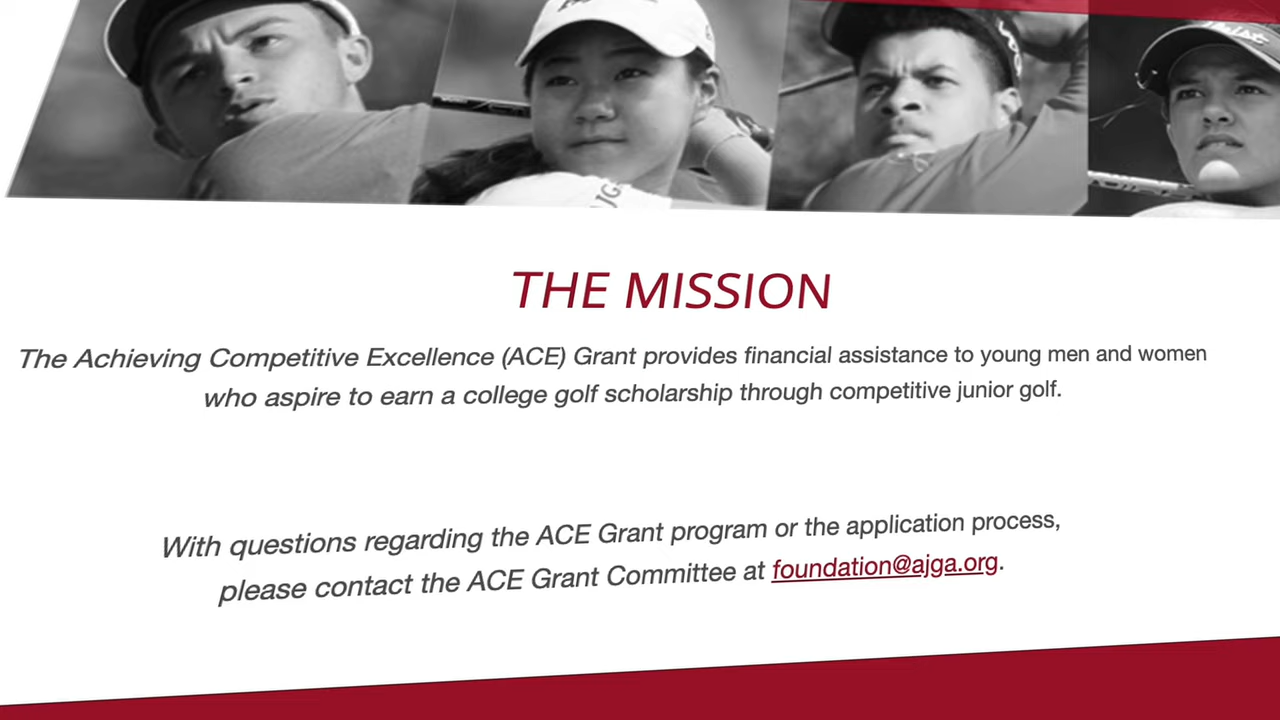 THE MISSION
The Achieving Competitive Excellence (ACE) Grant provides financial assistance to young men and women
who aspire to earn a college golf scholarship through competitive junior golf.
With questions regarding the ACE Grant program or the application process,
please contact the ACE Grant Committee at foundation@ajga.org.